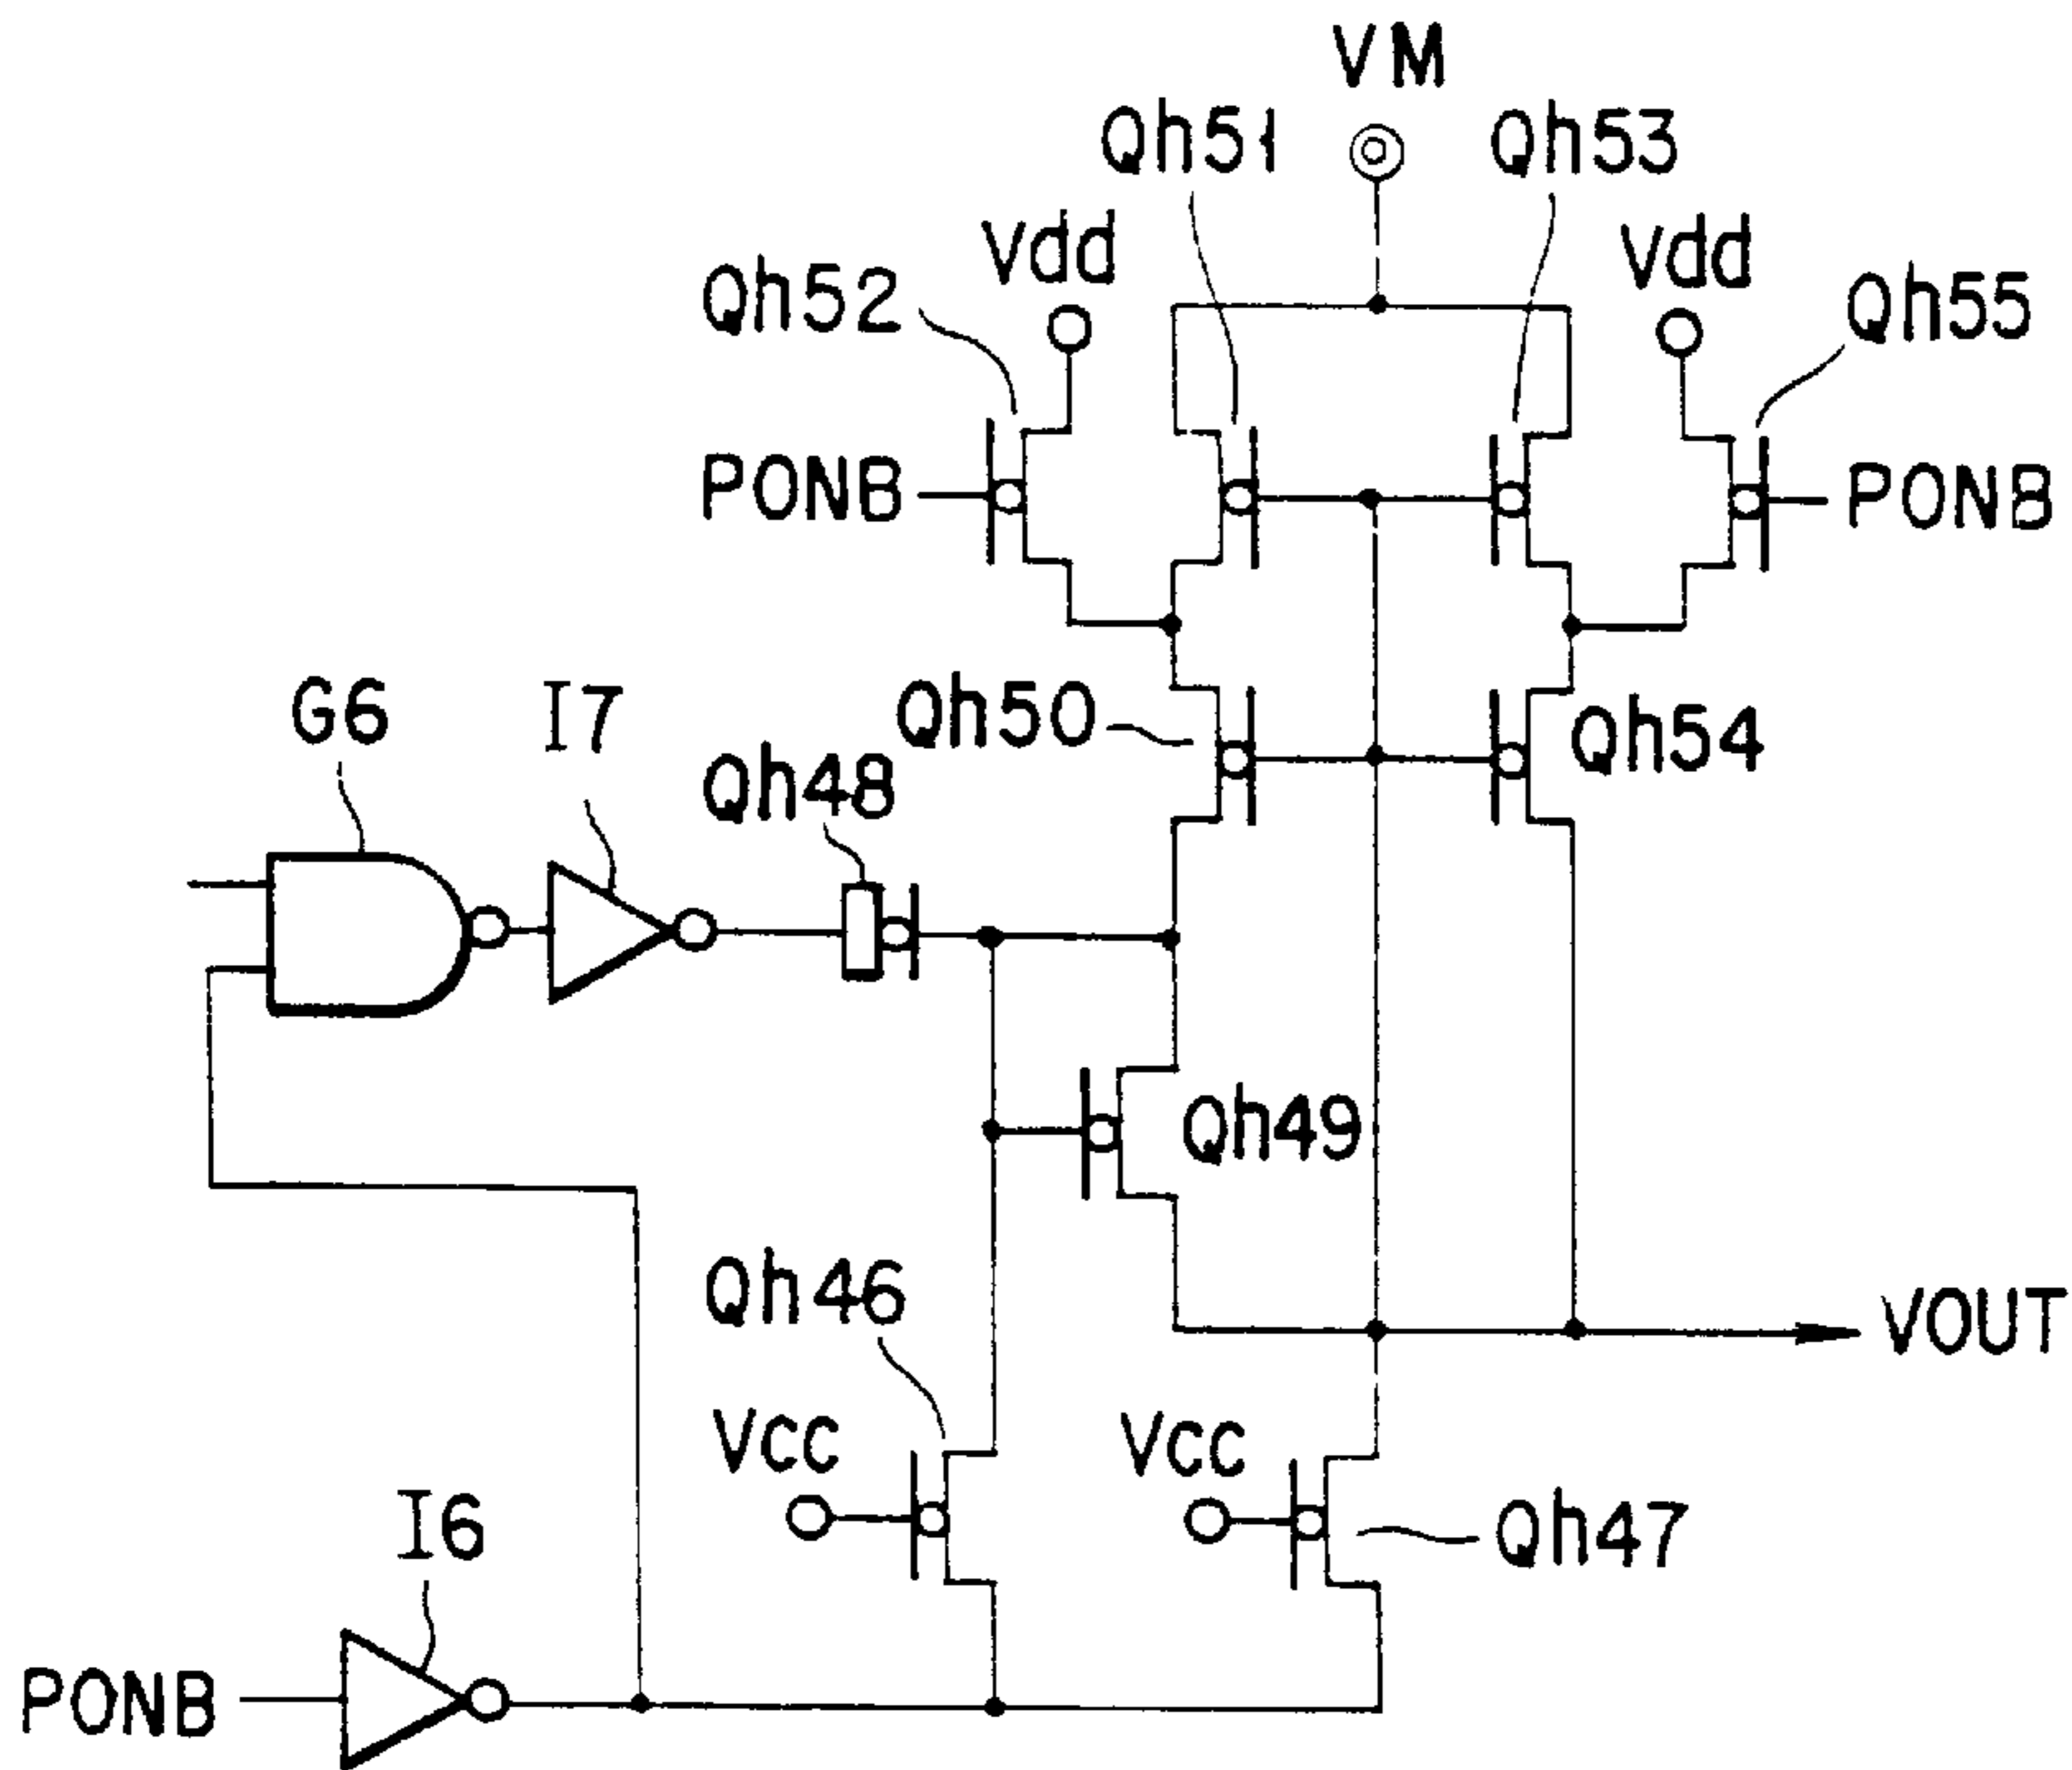 VM
Qh51
Qh53
Vdd
Vdd
Qh52
Qh55
PONB
PONB
G6
I7
Qh50
Qh54
Qh48
Qh49
Qh46
VOUT
VCC
VCC
I6
Qh47
PONB